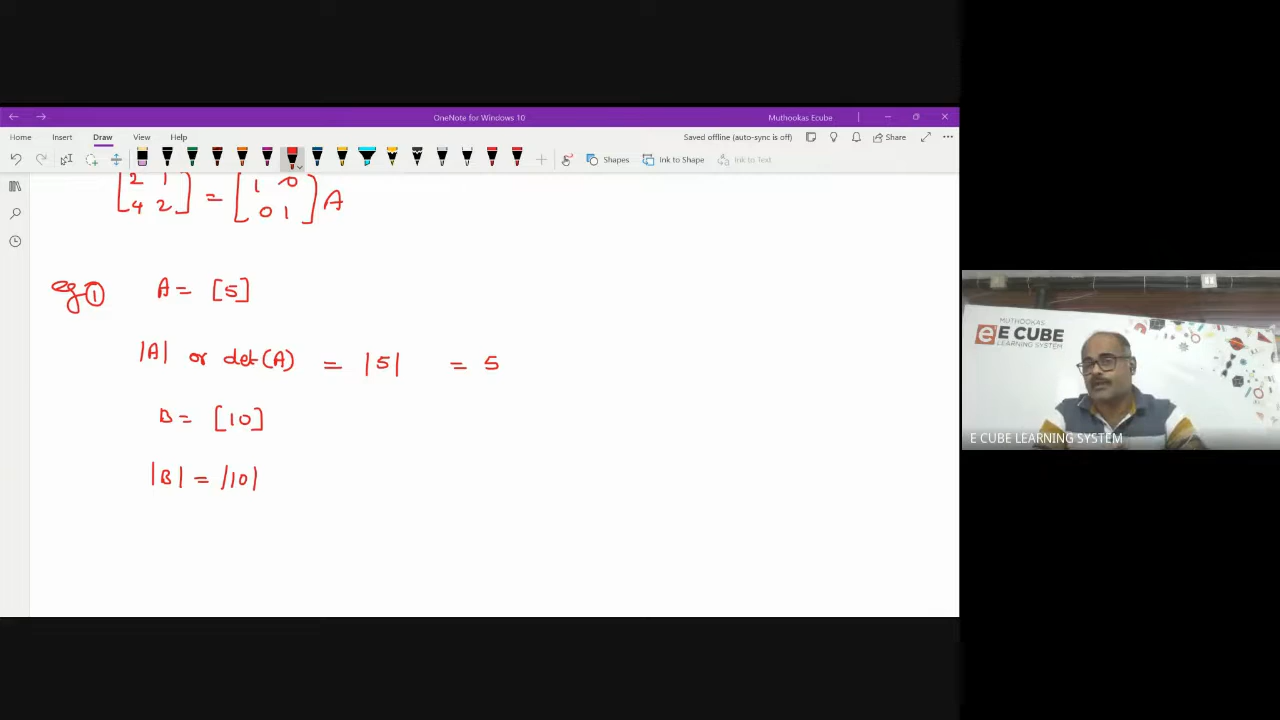 OneNote for Windows 10
Muthookas Ecube
Home Insert Draw View Help
Saved offline (auto-sync is off)
Share
Shapes
Ink to Shape
Ink to Text
[2 1
4 2] = [1 0
0 1] A
eg ① A = [5]
|A| or det(A) = |5| = 5
B = [10]
|B| = |10|
MUTHOOKAS
e E CUBE
LEARNING SYSTEM
E CUBE LEARNING SYSTEM